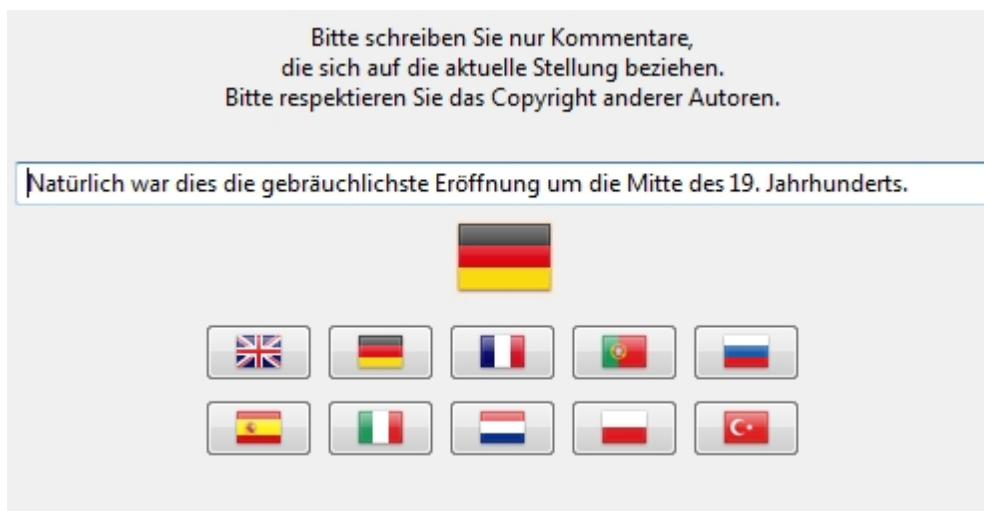 Bitte schreiben Sie nur Kommentare,
die sich auf die aktuelle Stellung beziehen.
Bitte respektieren Sie das Copyright anderer Autoren.
Natürlich war dies die gebräuchlichste Eröffnung um die Mitte des 19. Jahrhunderts.